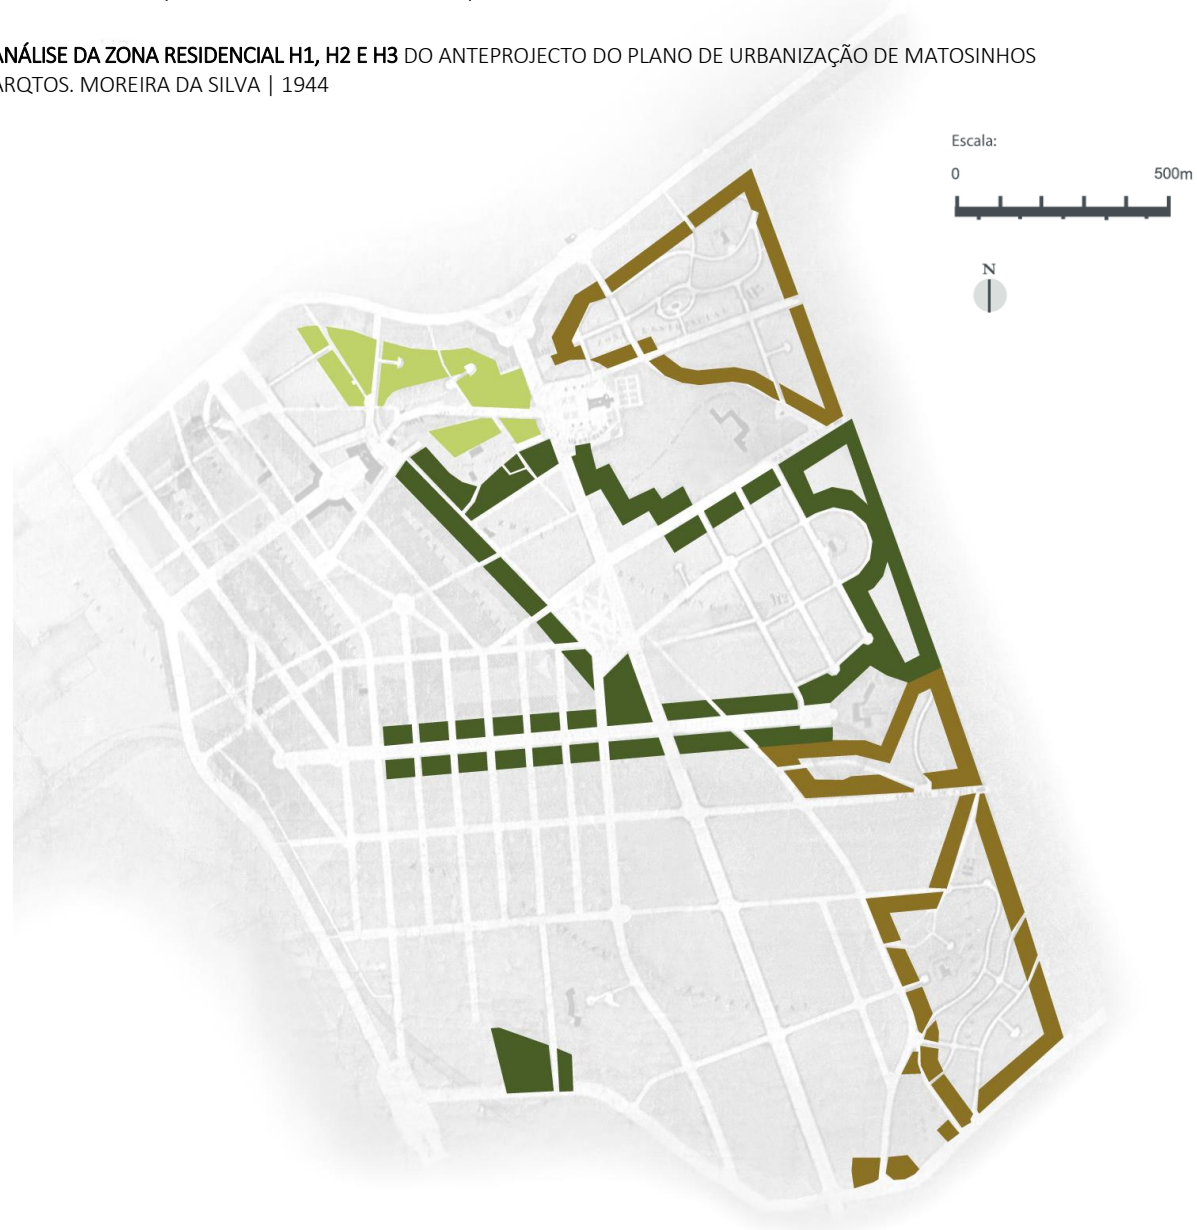 ANÁLISE DA ZONA RESIDENCIAL H1, H2 E H3 DO ANTEPROJECTO DO PLANO DE URBANIZAÇÃO DE MATOSINHOS
ARQTOS. MOREIRA DA SILVA | 1944
Escala:
0 500m
N